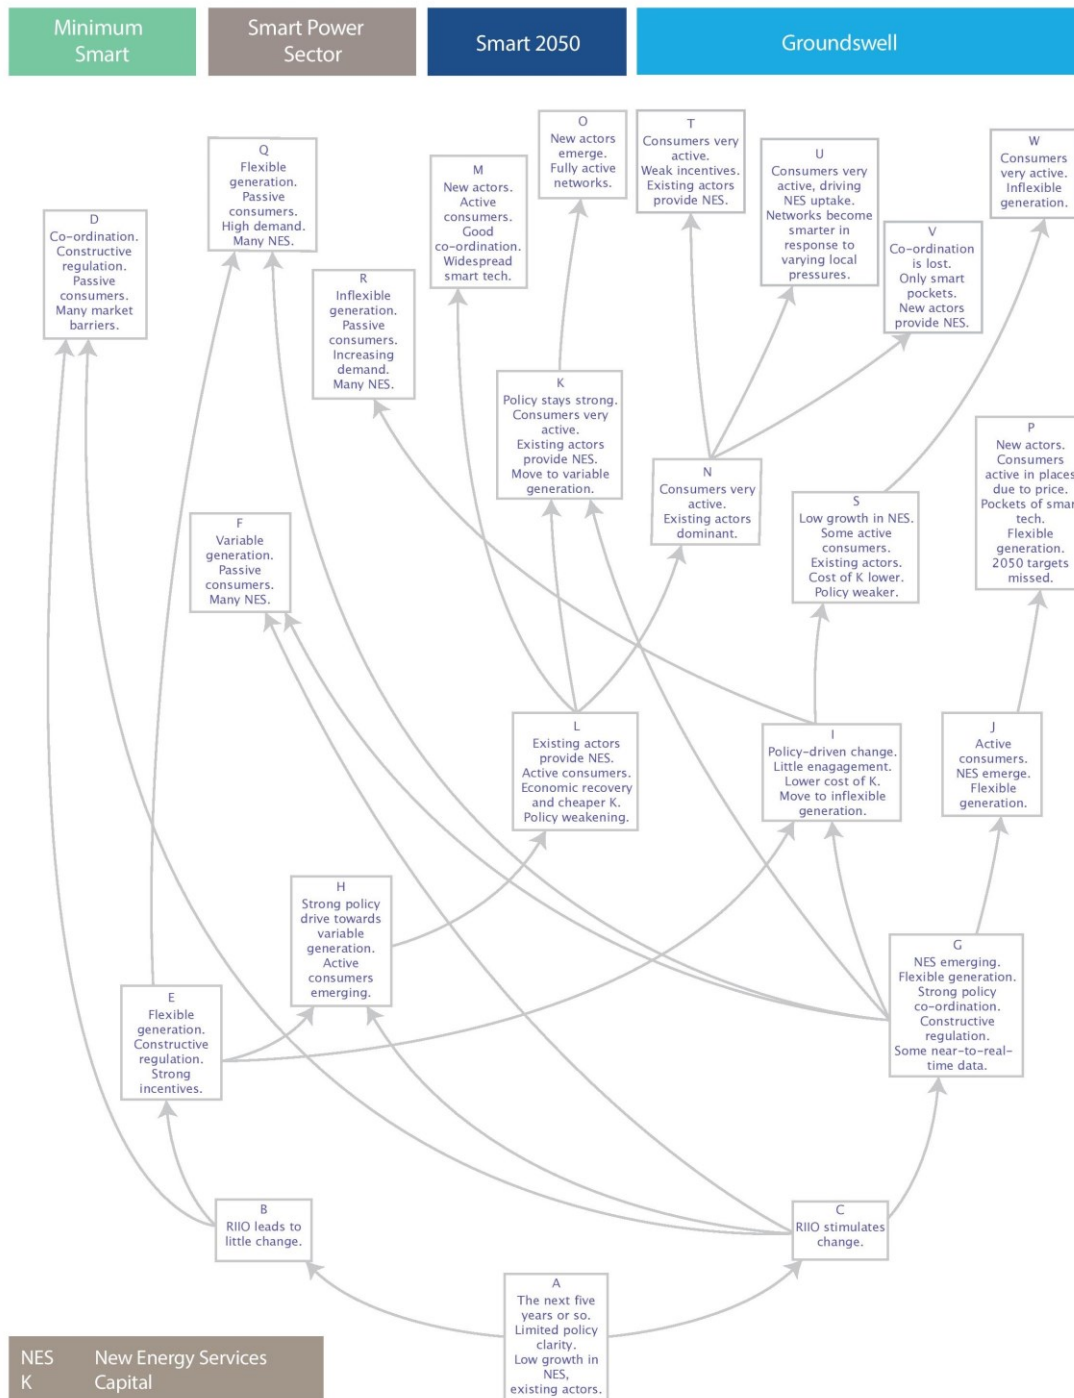 Minimum
Smart
Smart Power
Sector
Smart 2050
Groundswell
O
New actors
emerge.
Fully active
networks.
T
Consumers very
active.
Weak incentives.
Existing actors
provide NES.
W
Consumers
very active.
Inflexible
generation.
Q
Flexible
generation.
Passive
consumers.
High demand.
Many NES.
M
New actors.
Active
consumers.
Good
co-ordination.
Widespread
smart tech.
U
Consumers very
active, driving
NES uptake.
Networks become
smarter in
response to
varying local
pressures.
D
Co-ordination.
Constructive
regulation.
Passive
consumers.
Many market
barriers.
V
Co-ordination
is lost.
Only smart
pockets.
New actors
provide NES.
R
Inflexible
generation.
Passive
consumers.
Increasing
demand.
Many NES.
K
Policy stays strong.
Consumers very
active.
Existing actors
provide NES.
Move to variable
generation.
P
New actors.
Consumers
active in places
due to price.
Pockets of smart
tech.
Flexible
generation.
2050 targets
missed.
N
Consumers very
active.
Existing actors
dominant.
S
Low growth in NES.
Some active
consumers.
Existing actors.
Cost of K lower.
Policy weaker.
F
Variable
generation.
Passive
consumers.
Many NES.
L
Existing actors
provide NES.
Active consumers.
Economic recovery
and cheaper K.
Policy weakening.
I
Policy-driven change.
Little enagagement.
Lower cost of K.
Move to inflexible
generation.
J
Active
consumers.
NES emerge.
Flexible
generation.
H
Strong policy
drive towards
variable
generation.
Active
consumers
emerging.
G
NES emerging.
Flexible generation.
Strong policy
co-ordination.
Constructive
regulation.
Some near-to-real-
time data.
E
Flexible
generation.
Constructive
regulation.
Strong
incentives.
B
RIIO leads to
little change.
C
RIIO stimulates
change.
A
The next five
years or so.
Limited policy
clarity.
Low growth in
NES,
existing actors.
NES New Energy Services
K Capital